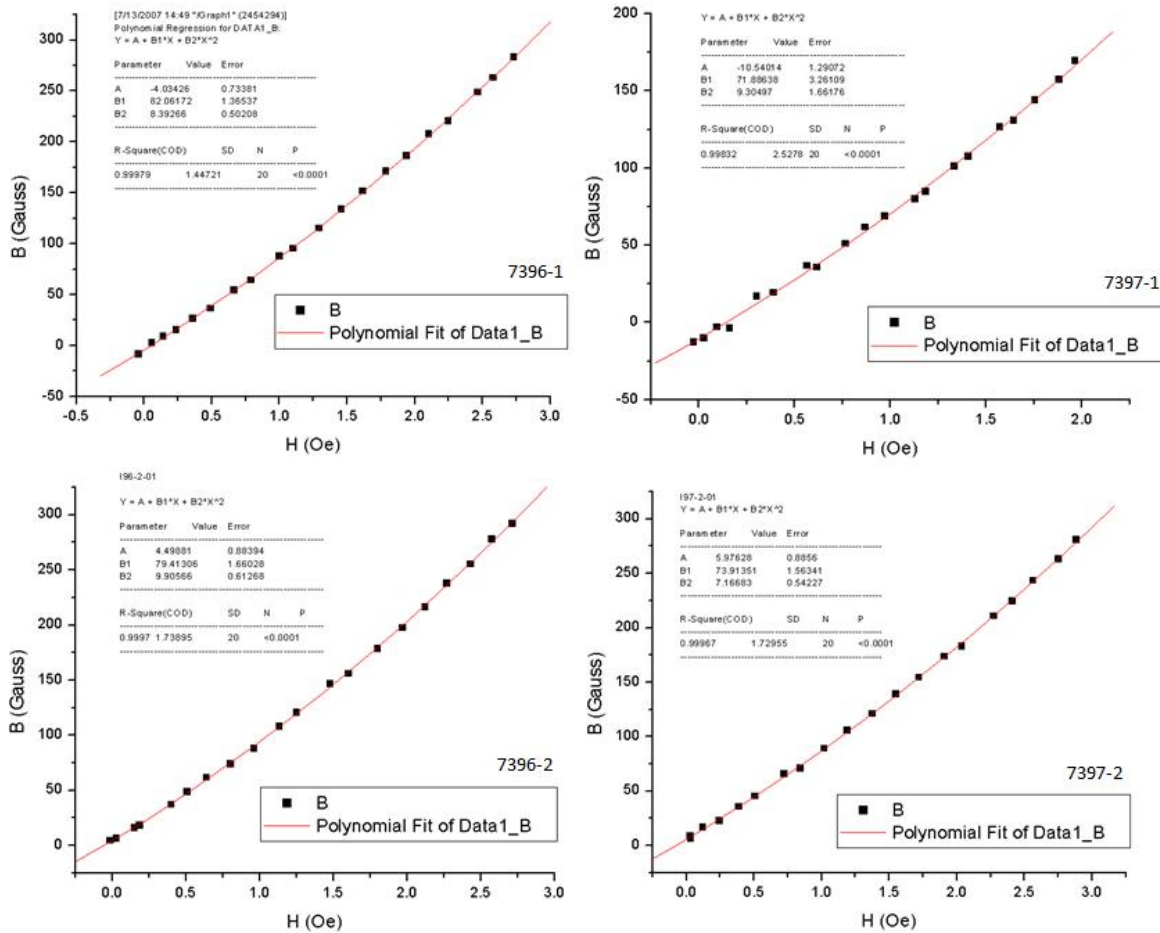 [7/13/2007 14:49 "/Graph1" (2454294)]
Polynomial Regression for DATA1_B:
Y = A + B1*X + B2*X^2
Parameter Value Error
A -4.03426 0.73381
B1 82.06172 1.36537
B2 8.39266 0.50208
R-Square(COD) SD N P
0.99979 1.44721 20 <0.0001
300
250
200
150
100
50
0
-50
B (Gauss)
7396-1
B
Polynomial Fit of Data1_B
-0.5 0.0 0.5 1.0 1.5 2.0 2.5 3.0
H (Oe)
Y = A + B1*X + B2*X^2
Parameter Value Error
A -10.54014 1.29072
B1 71.88638 3.26109
B2 9.30497 1.66176
R-Square(COD) SD N P
0.99832 2.5278 20 <0.0001
200
150
100
50
0
-50
B (Gauss)
7397-1
B
Polynomial Fit of Data1_B
0.0 0.5 1.0 1.5 2.0
H (Oe)
I96-2-01
Y = A + B1*X + B2*X^2
Parameter Value Error
A 4.49881 0.88394
B1 79.41306 1.66028
B2 9.90566 0.61268
R-Square(COD) SD N P
0.9997 1.73895 20 <0.0001
300
250
200
150
100
50
0
B (Gauss)
7396-2
B
Polynomial Fit of Data1_B
0.0 0.5 1.0 1.5 2.0 2.5 3.0
H (Oe)
I97-2-01
Y = A + B1*X + B2*X^2
Parameter Value Error
A 5.97628 0.8856
B1 73.91351 1.56341
B2 7.16683 0.54227
R-Square(COD) SD N P
0.99967 1.72955 20 <0.0001
300
250
200
150
100
50
0
B (Gauss)
7397-2
B
Polynomial Fit of Data1_B
0.0 0.5 1.0 1.5 2.0 2.5 3.0
H (Oe)